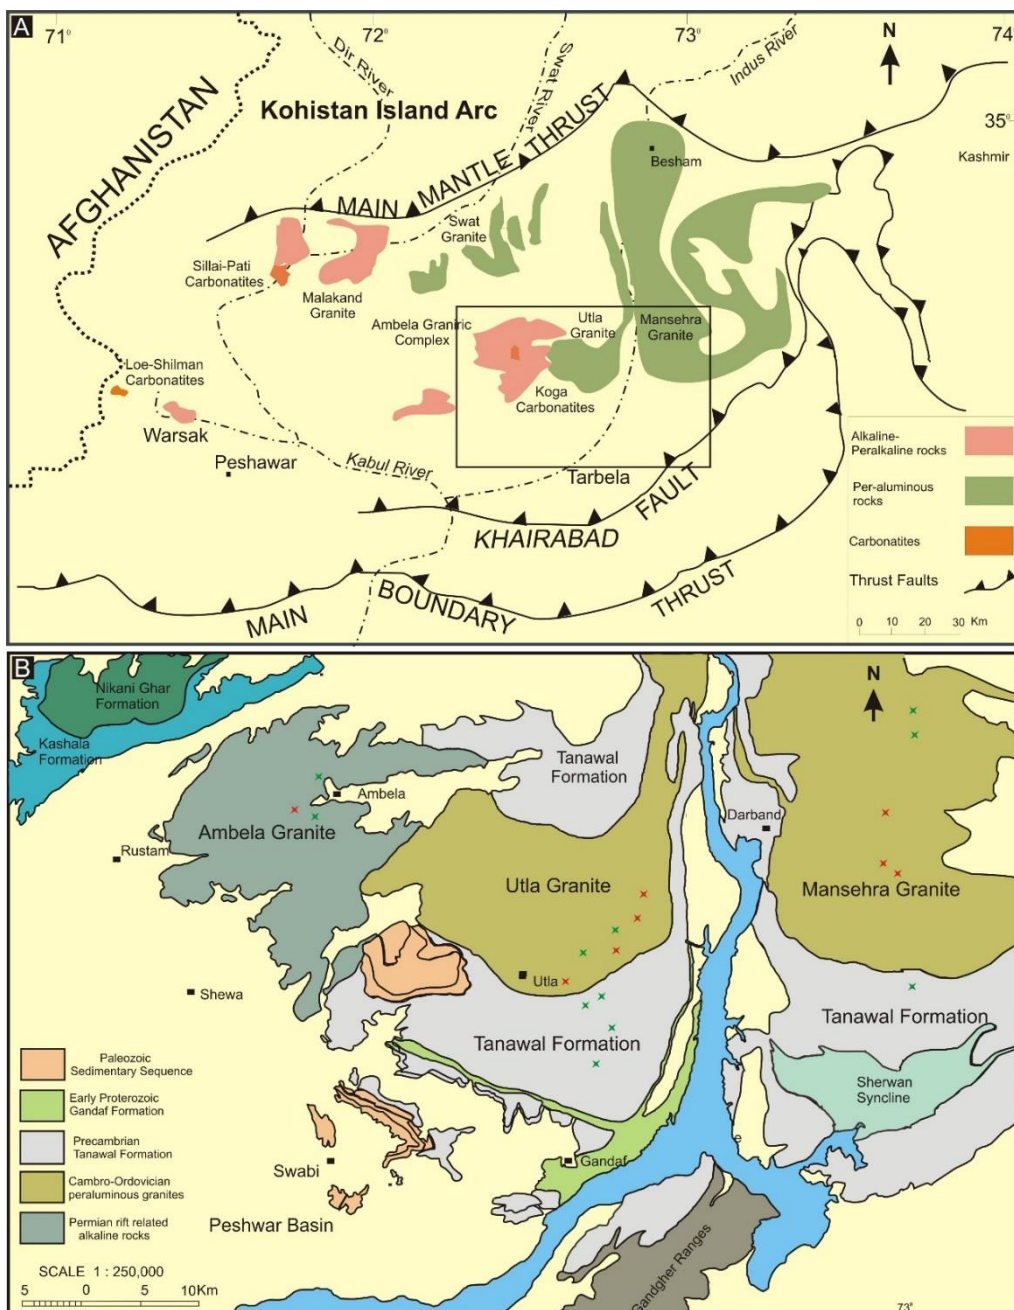 A
71°
72°
73°
74°
N
Dir River
Swat River
Indus River
35°
Kohistan Island Arc
Kashmir
AFGHANISTAN
MAIN MANTLE THRUST
Besham
Swat
Granite
Sillai-Pati
Carbonatites
Malakand
Granite
Ambela Graniric
Complex
Utla
Granite
Mansehra
Granite
Loe-Shilman
Carbonatites
Koga
Carbonatites
Warsak
Peshawar
Kabul River
Tarbela
KHAIRABAD FAULT
MAIN BOUNDARY THRUST
Alkaline-
Peralkaline rocks
Per-aluminous
rocks
Carbonatites
Thrust Faults
0 10 20 30 Km
B
Nikani Ghar
Formation
Kashala
Formation
N
Tanawal
Formation
Ambela
Ambela Granite
Rustam
Darband
Utla Granite
Mansehra Granite
Utla
Shewa
Tanawal Formation
Tanawal Formation
Sherwan
Syncline
e
Gandaf
Swabi
Peshwar Basin
Gandgher Ranges
Paleozoic
Sedimentary Sequence
Early Proterozoic
Gandaf Formation
Precambrian
Tanawal Formation
Cambro-Ordovician
peraluminous granites
Permian rift related
alkaline rocks
SCALE 1 : 250,000
5 0 5 10Km
73°